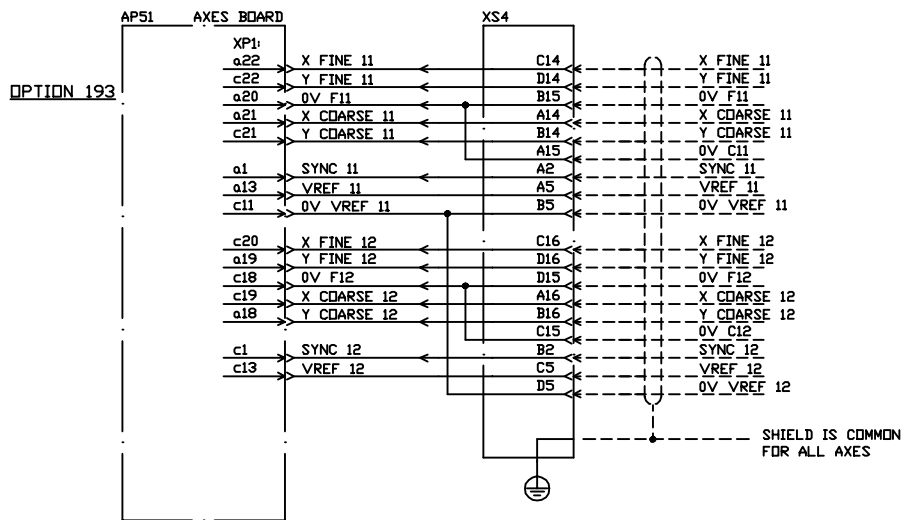 AP51 AXES BOARD XS4
XP1:
OPTION 193
a22 X FINE 11 C14 X FINE 11
c22 Y FINE 11 D14 Y FINE 11
a20 0V F11 B15 0V F11
a21 X COARSE 11 A14 X COARSE 11
c21 Y COARSE 11 B14 Y COARSE 11
A15 0V C11
a1 SYNC 11 A2 SYNC 11
a13 VREF 11 A5 VREF 11
c11 0V VREF 11 B5 0V VREF 11
c20 X FINE 12 C16 X FINE 12
a19 Y FINE 12 D16 Y FINE 12
c18 0V F12 D15 0V F12
c19 X COARSE 12 A16 X COARSE 12
a18 Y COARSE 12 B16 Y COARSE 12
C15 0V C12
c1 SYNC 12 B2 SYNC 12
c13 VREF 12 C5 VREF 12
D5 0V VREF 12
SHIELD IS COMMON
FOR ALL AXES